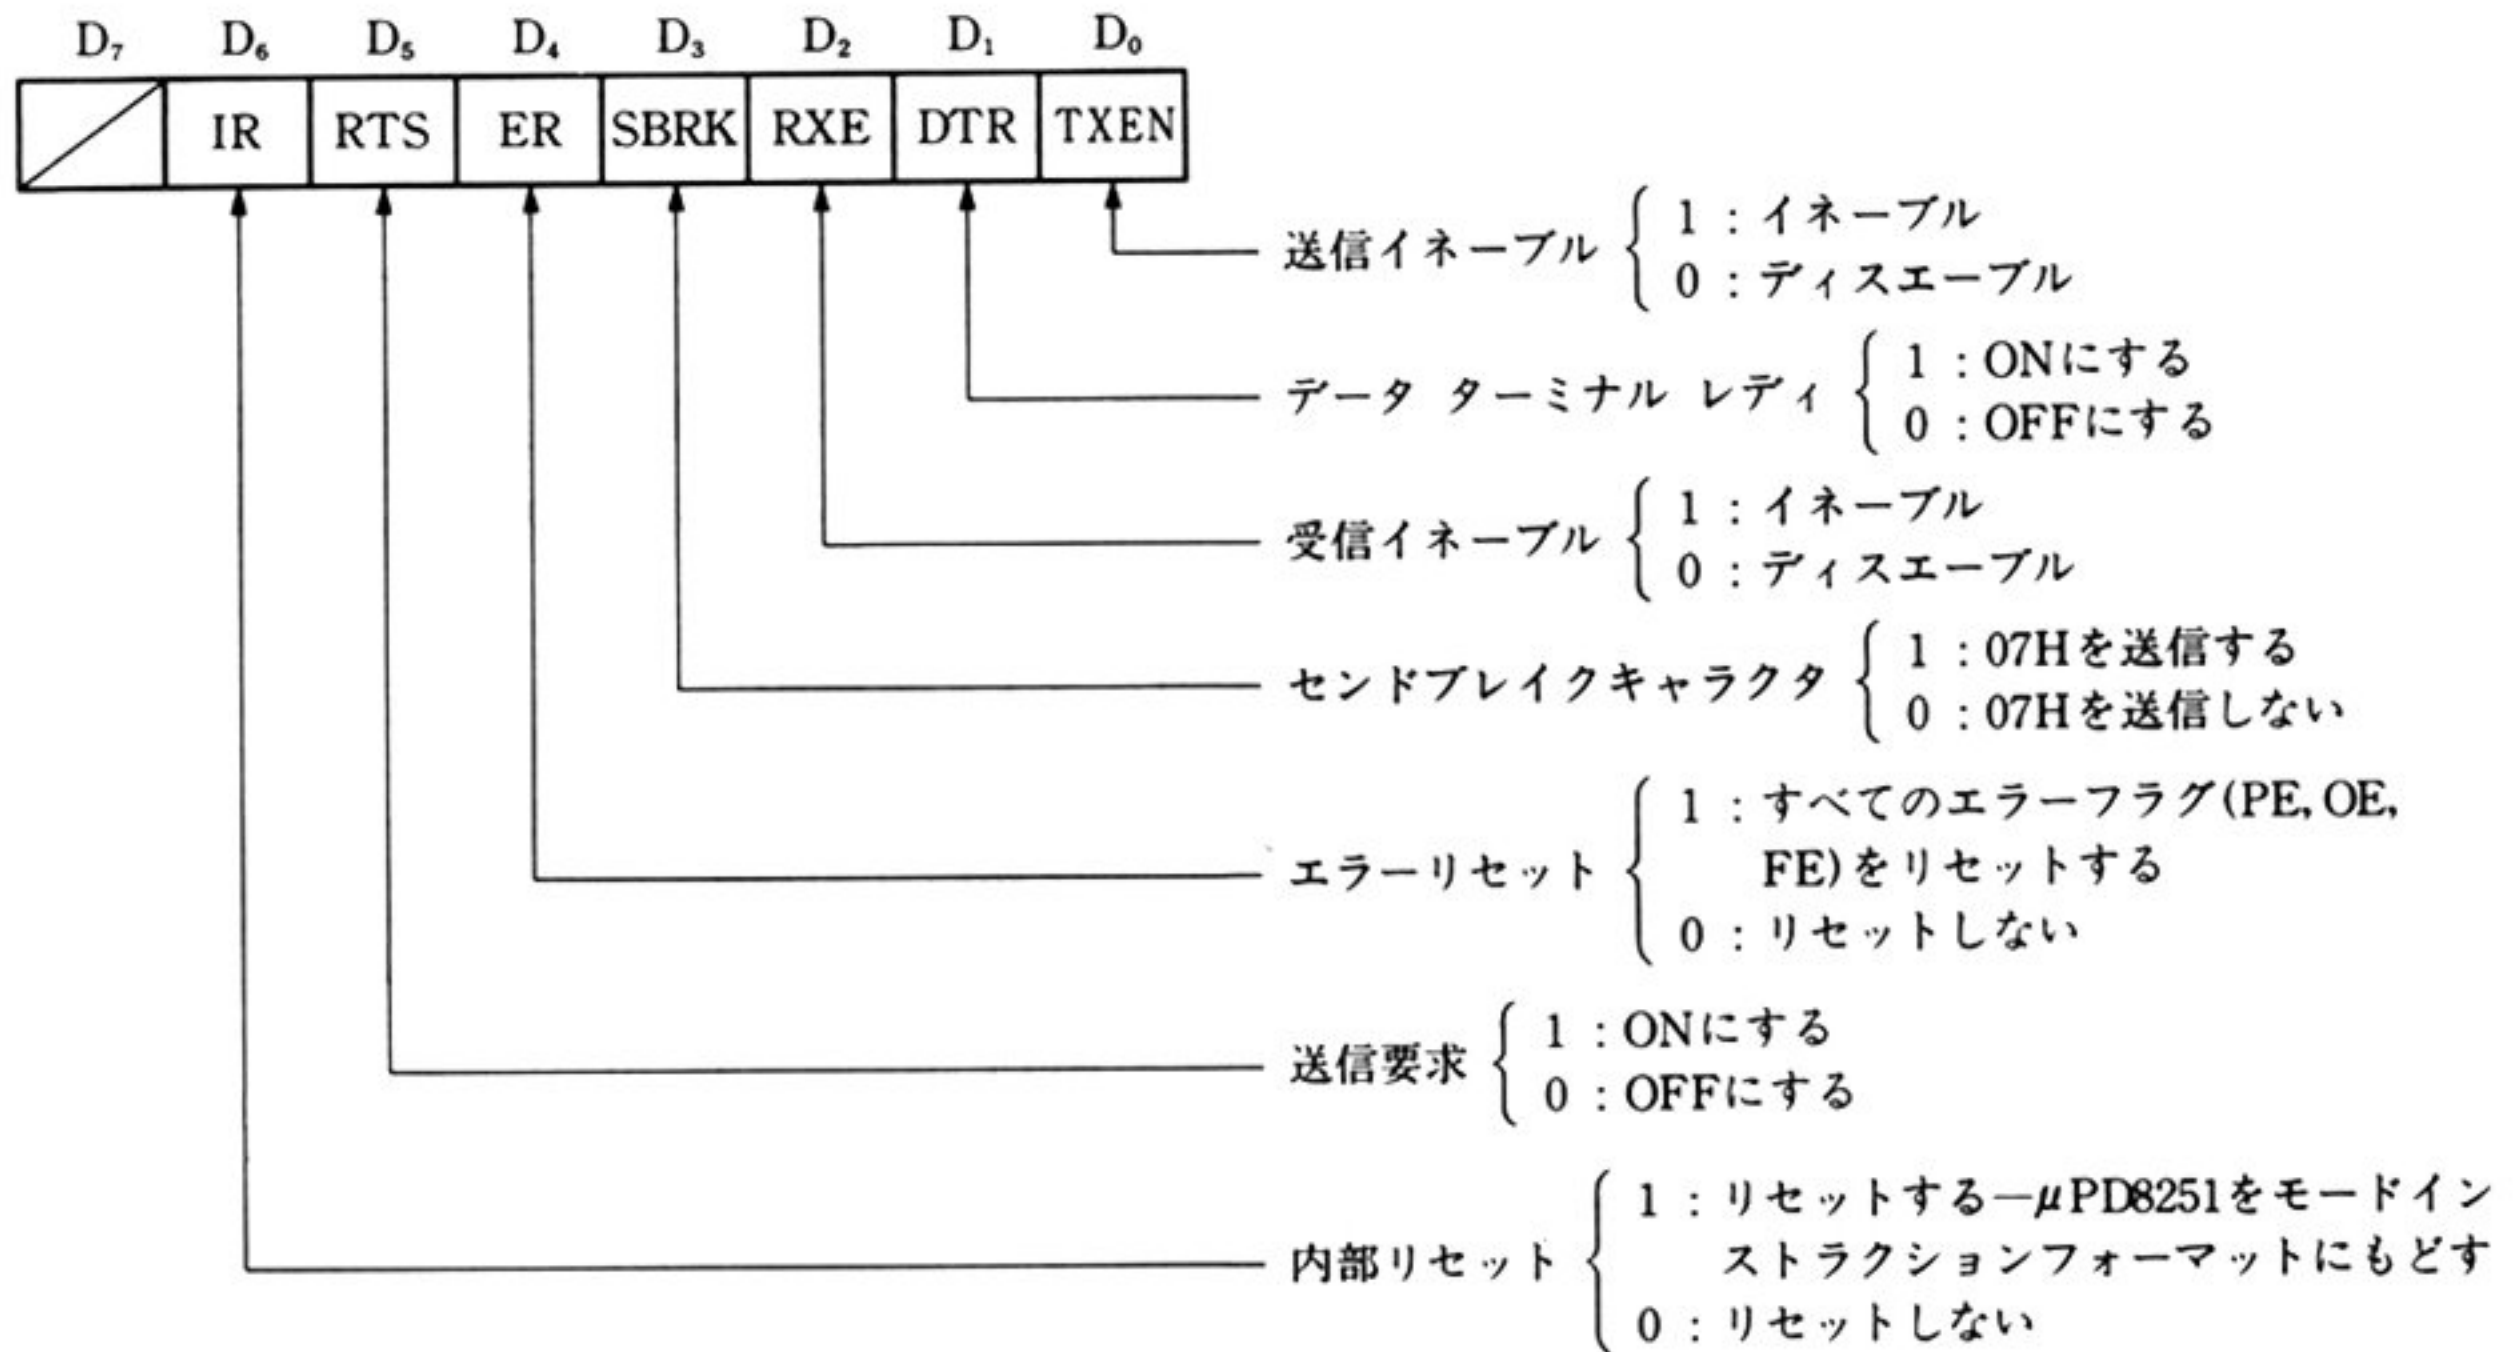 D₇ D₆ D₅ D₄ D₃ D₂ D₁ D₀
IR RTS ER SBRK RXE DTR TXEN
送信イネーブル
1：イネーブル
0：ディスエーブル
データ ターミナル レディ
1：ONにする
0：OFFにする
受信イネーブル
1：イネーブル
0：ディスエーブル
センドブレイクキャラクタ
1：07Hを送信する
0：07Hを送信しない
エラーリセット
1：すべてのエラーフラグ(PE, OE,
FE)をリセットする
0：リセットしない
送信要求
1：ONにする
0：OFFにする
内部リセット
1：リセットする—μPD8251をモードイン
ストラクションフォーマットにもどす
0：リセットしない